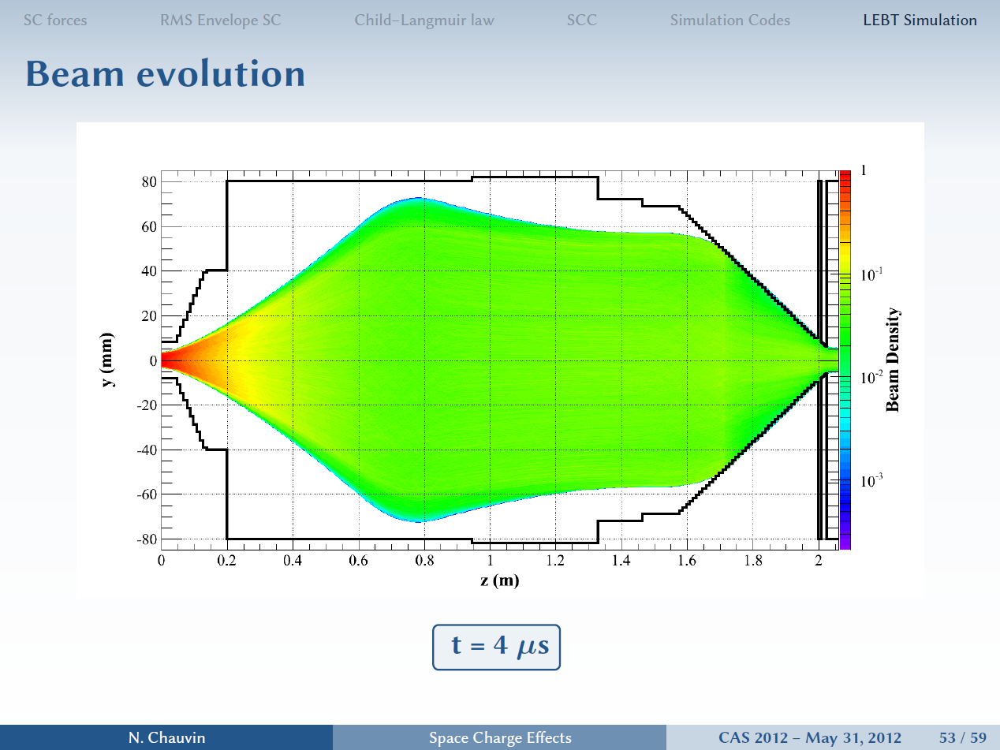 SC forces RMS Envelope SC Child–Langmuir law SCC Simulation Codes LEBT Simulation
Beam evolution
y (mm)
80
60
40
20
0
-20
-40
-60
-80
0 0.2 0.4 0.6 0.8 1 1.2 1.4 1.6 1.8 2
z (m)
1
10-1
10-2
10-3
Beam Density
t = 4 μs
N. Chauvin Space Charge Effects CAS 2012 – May 31, 2012 53 / 59